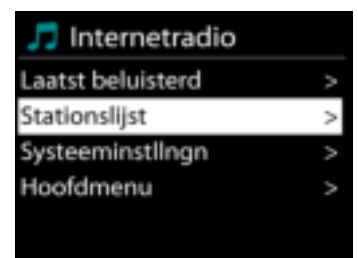 Internetradio
Laatst beluisterd >
Stationslijst >
Systeeminstllngn >
Hoofdmenu >